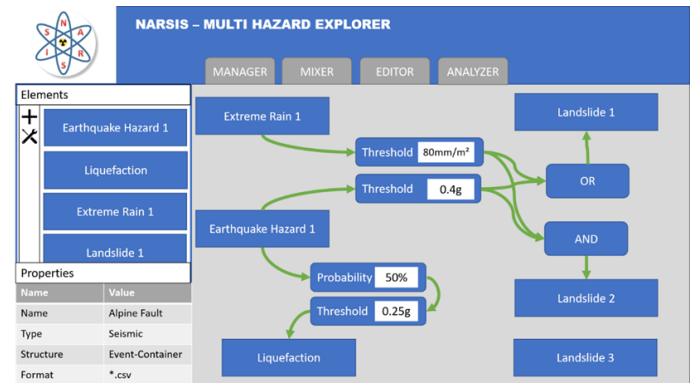 N
S
A
I
R
S
NARSIS – MULTI HAZARD EXPLORER
MANAGER
MIXER
EDITOR
ANALYZER
Elements
Earthquake Hazard 1
Liquefaction
Extreme Rain 1
Landslide 1
Properties
Name Value
Name Alpine Fault
Type Seismic
Structure Event-Container
Format *.csv
Extreme Rain 1
Threshold 80mm/m²
Threshold 0.4g
Earthquake Hazard 1
Probability 50%
Threshold 0.25g
Liquefaction
Landslide 1
OR
AND
Landslide 2
Landslide 3